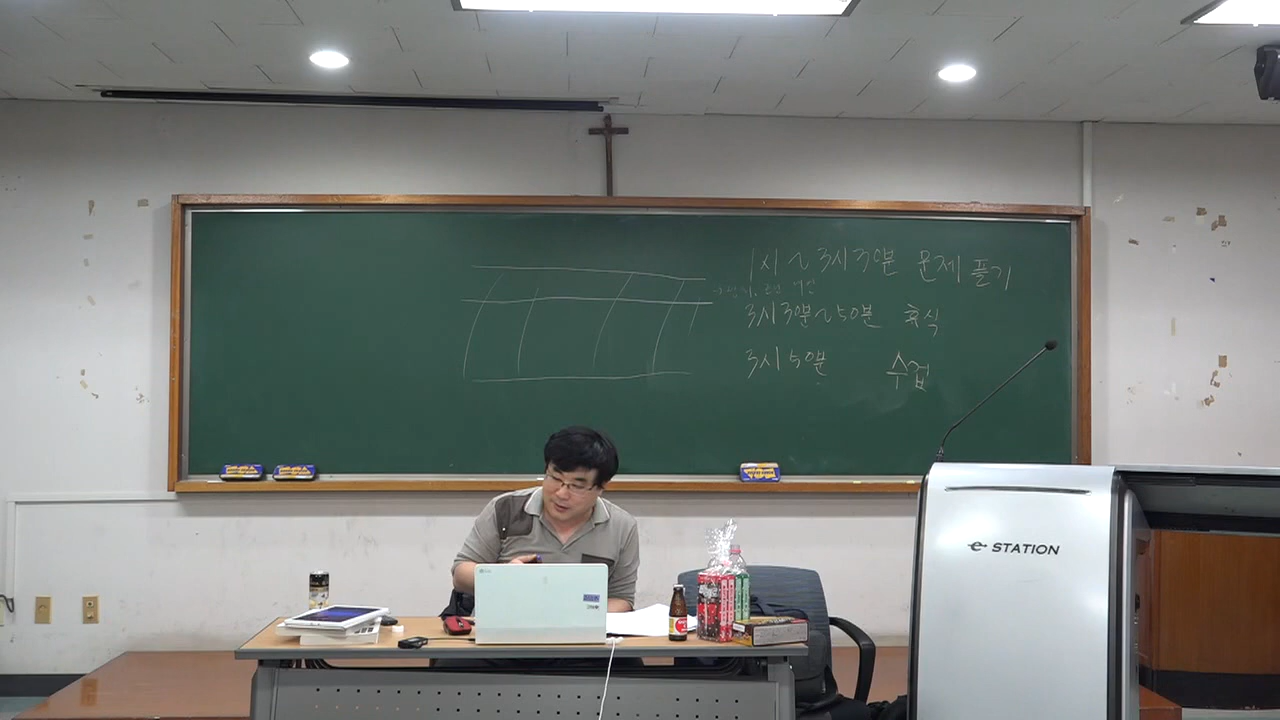 1시 ~ 3시 30분 문제 풀기
3시 30분 ~ 50분 휴식
3시 50분 수업
e STATION